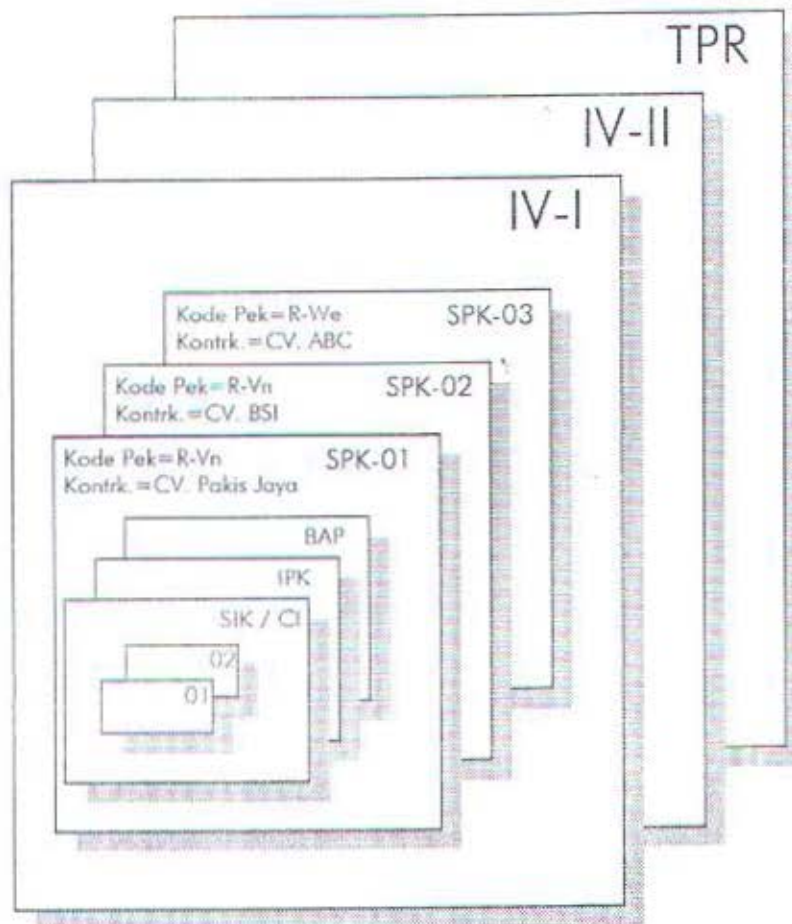 TPR
IV-II
IV-I
Kode Pek=R-We SPK-03
Kontrk.=CV. ABC
Kode Pek=R-Vn SPK-02
Kontrk.=CV. BSI
Kode Pek=R-Vn SPK-01
Kontrk.=CV. Pakis Jaya
BAP
IPK
SIK / CI
02
01